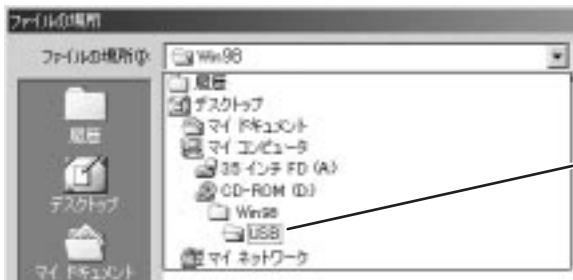 ファイルの場所
ファイルの場所(I):
Win98
履歴
デスクトップ
マイ ドキュメント
マイ コンピュータ
3.5 インチ FD (A:)
CD-ROM (D:)
Win98
USB
マイ ネットワーク
履歴
デスクトップ
マイ ドキュメント